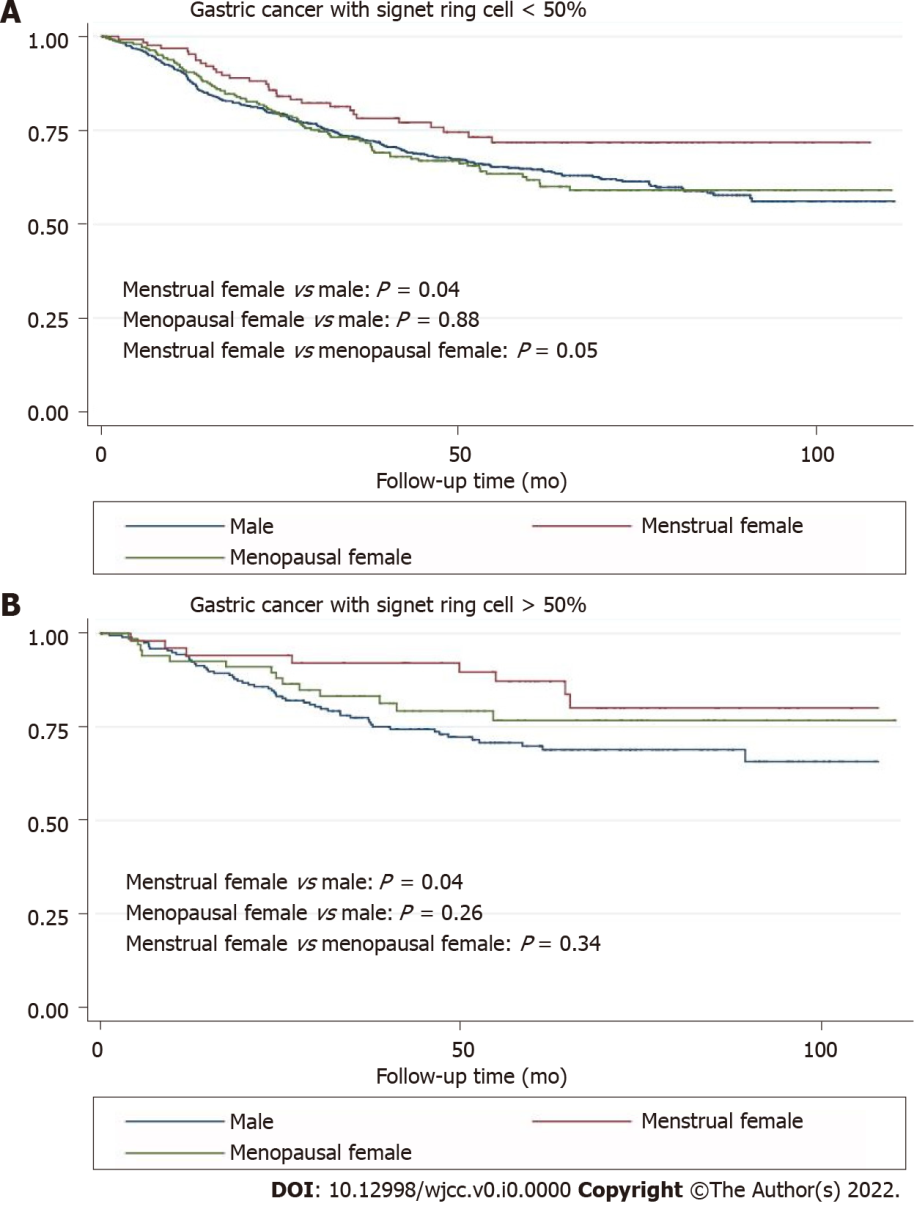 A
Gastric cancer with signet ring cell < 50%
1.00
0.75
0.50
0.25
0.00
Menstrual female vs male: P = 0.04
Menopausal female vs male: P = 0.88
Menstrual female vs menopausal female: P = 0.05
0 50 100
Follow-up time (mo)
Male Menstrual female
Menopausal female
B
Gastric cancer with signet ring cell > 50%
1.00
0.75
0.50
0.25
0.00
Menstrual female vs male: P = 0.04
Menopausal female vs male: P = 0.26
Menstrual female vs menopausal female: P = 0.34
0 50 100
Follow-up time (mo)
Male Menstrual female
Menopausal female
DOI: 10.12998/wjcc.v0.i0.0000 Copyright ©The Author(s) 2022.